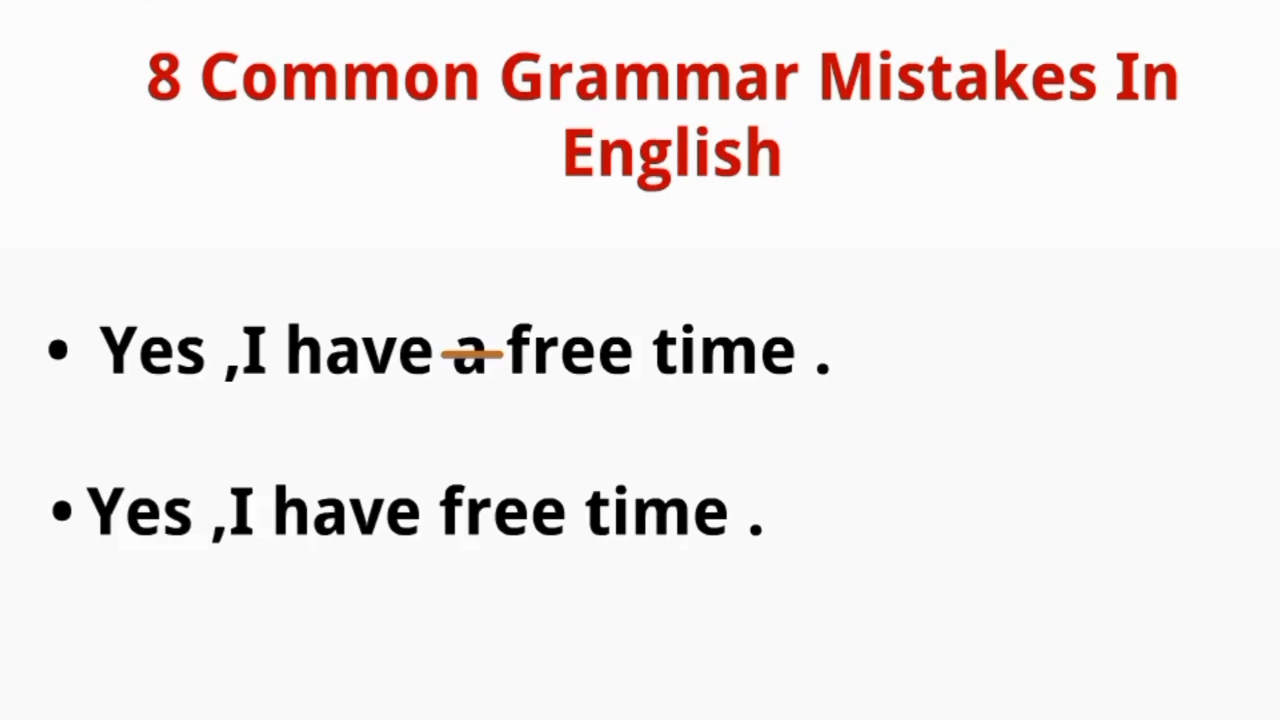 8 Common Grammar Mistakes In
English
• Yes ,I have a free time .
• Yes ,I have free time .